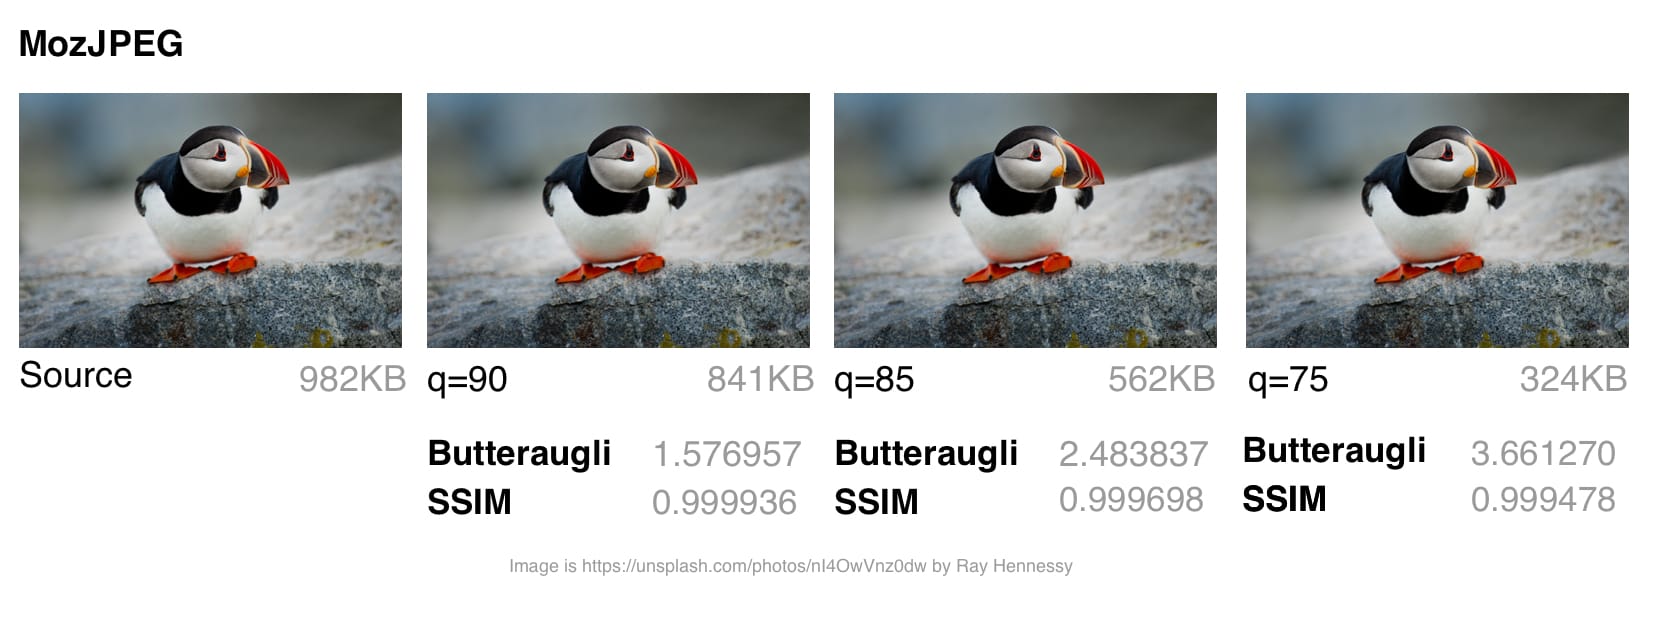 MozJPEG
Source 982KB q=90 841KB q=85 562KB q=75 324KB
Butteraugli 1.576957 Butteraugli 2.483837 Butteraugli 3.661270
SSIM 0.999936 SSIM 0.999698 SSIM 0.999478
Image is https://unsplash.com/photos/nI4OwVnz0dw by Ray Hennessy